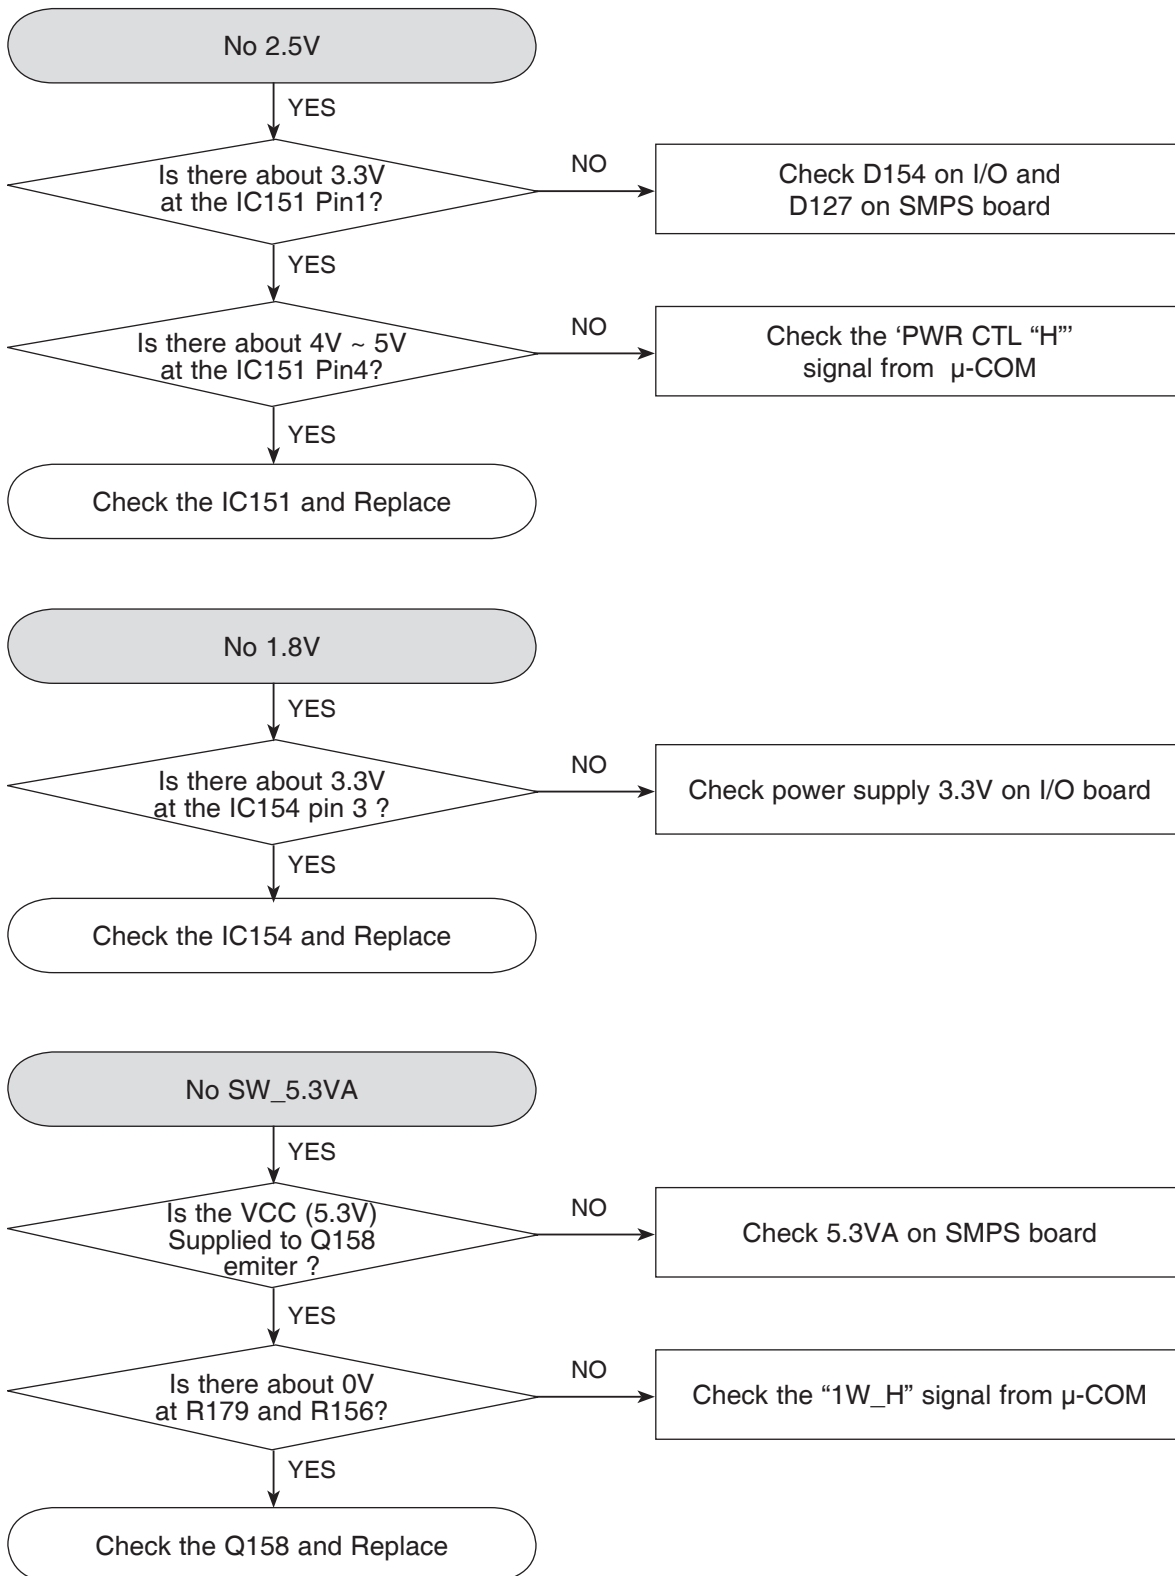 No 2.5V
YES
Is there about 3.3V
at the IC151 Pin1?
NO
Check D154 on I/O and
D127 on SMPS board
YES
Is there about 4V ~ 5V
at the IC151 Pin4?
NO
Check the ‘PWR CTL “H”’
signal from µ-COM
YES
Check the IC151 and Replace
No 1.8V
YES
Is there about 3.3V
at the IC154 pin 3 ?
NO
Check power supply 3.3V on I/O board
YES
Check the IC154 and Replace
No SW_5.3VA
YES
Is the VCC (5.3V)
Supplied to Q158
emiter ?
NO
Check 5.3VA on SMPS board
YES
Is there about 0V
at R179 and R156?
NO
Check the “1W_H” signal from µ-COM
YES
Check the Q158 and Replace